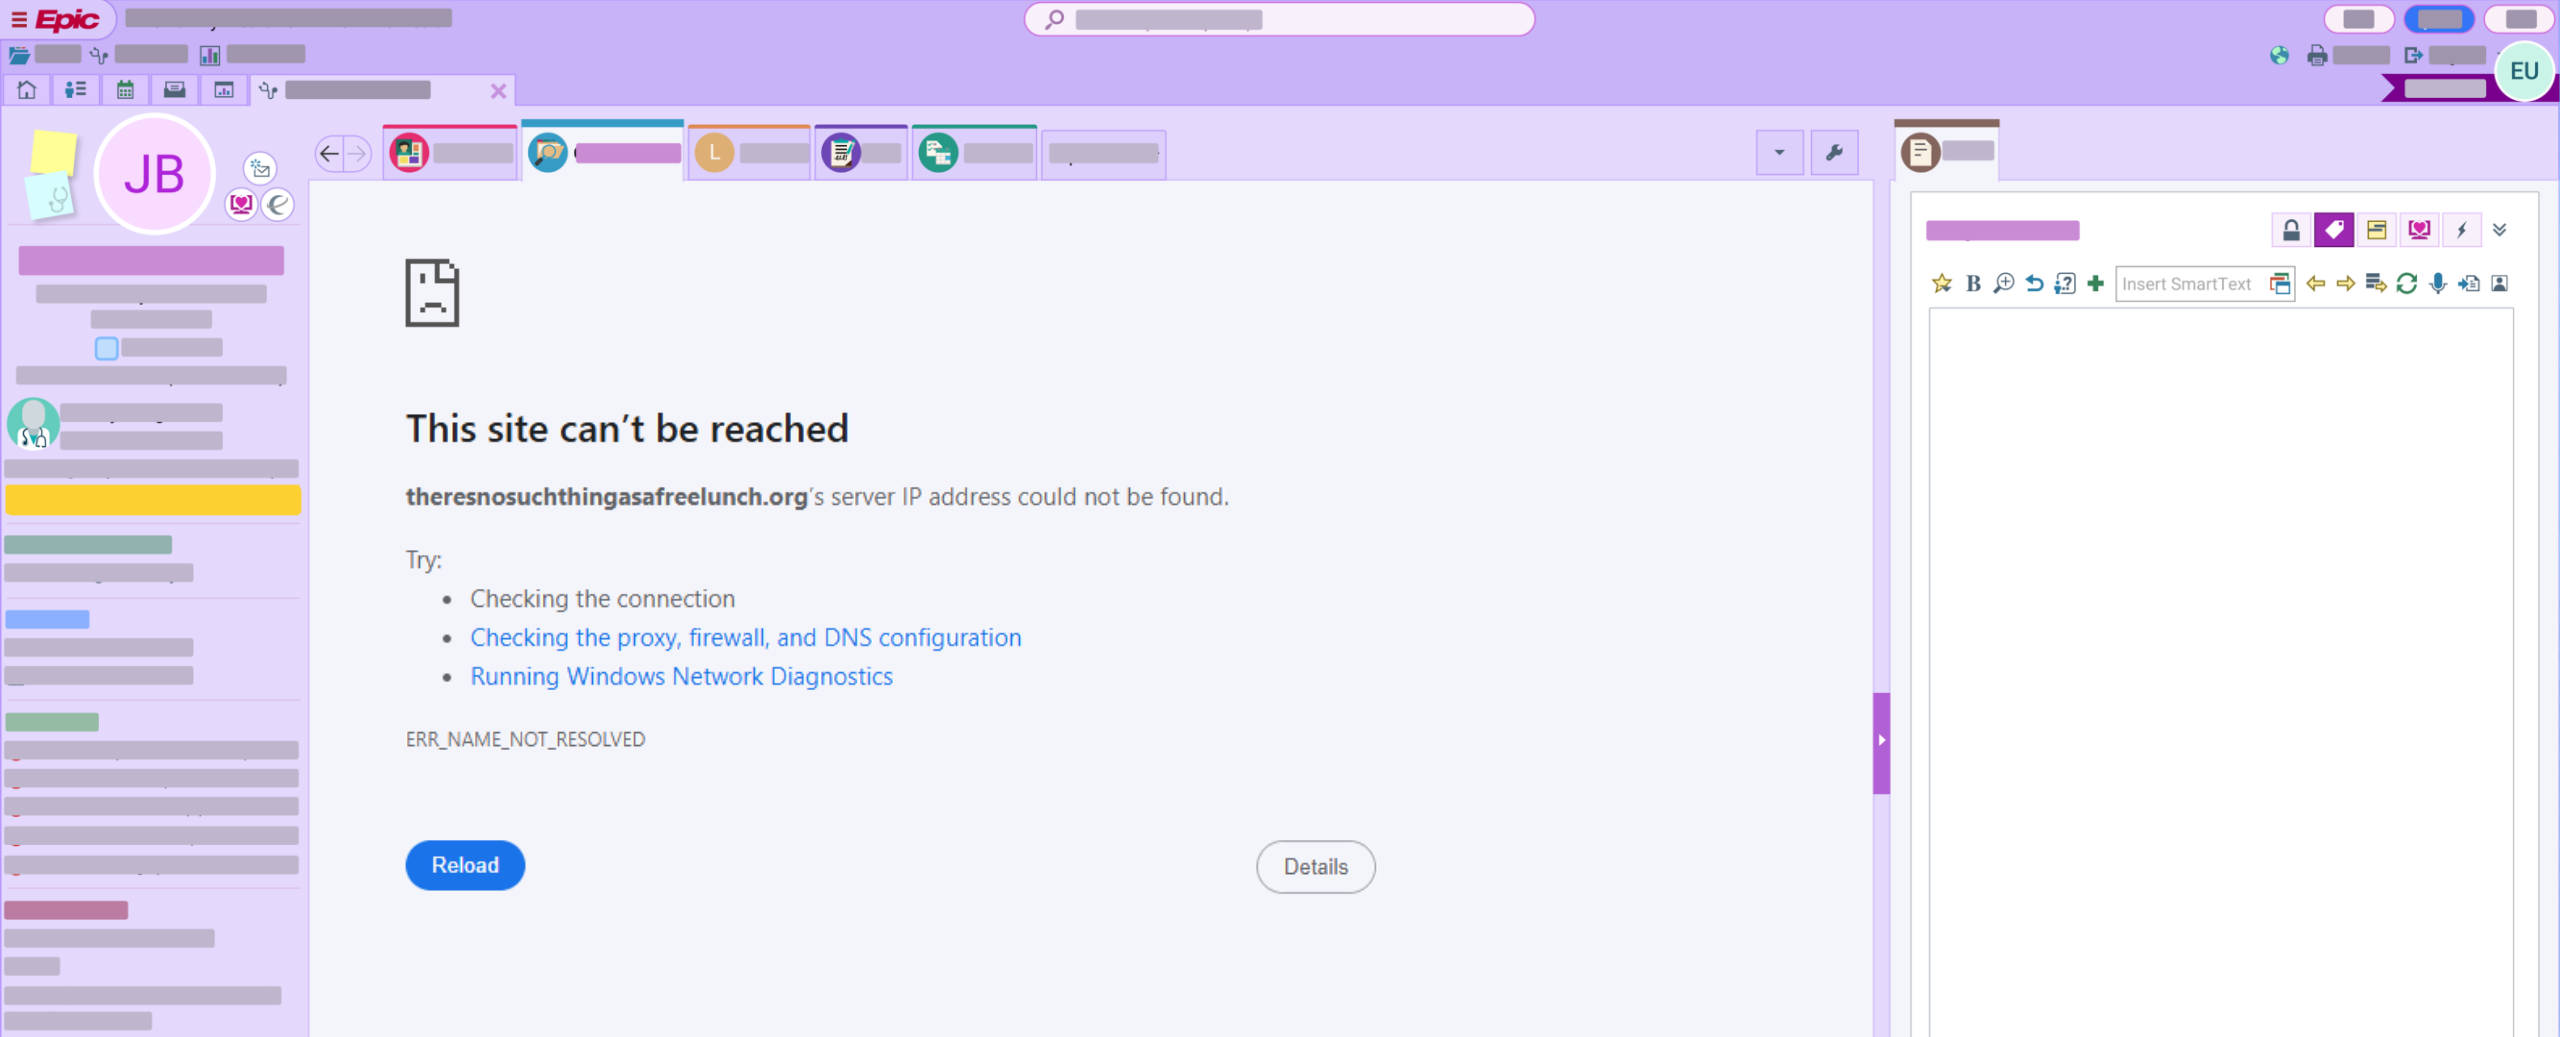 Epic
EU
JB
L
This site can’t be reached
theresnosuchthingasafreelunch.org’s server IP address could not be found.
Try:
Checking the connection
Checking the proxy, firewall, and DNS configuration
Running Windows Network Diagnostics
ERR_NAME_NOT_RESOLVED
Reload
Details
B
Insert SmartText